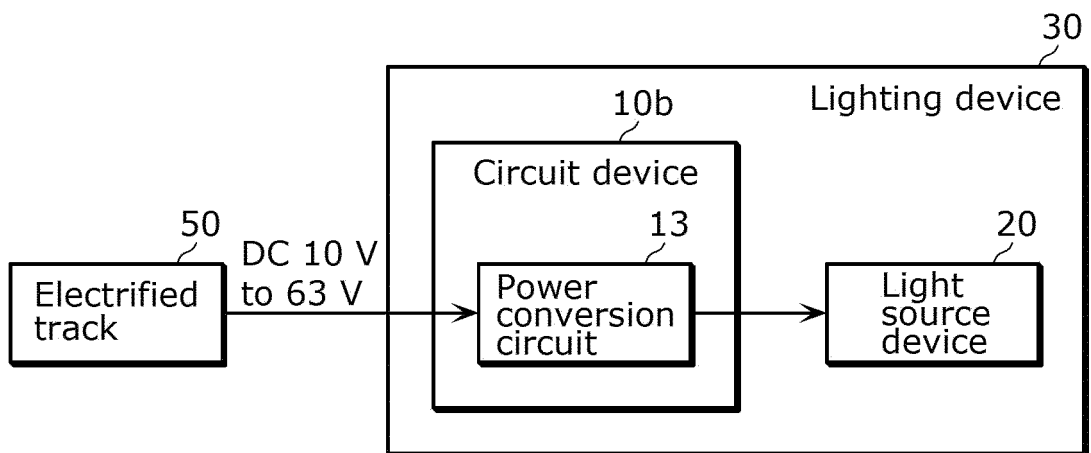 30
Lighting device
10b
Circuit device
50
DC 10 V
to 63 V
13
20
Electrified
track
Power
conversion
circuit
Light
source
device